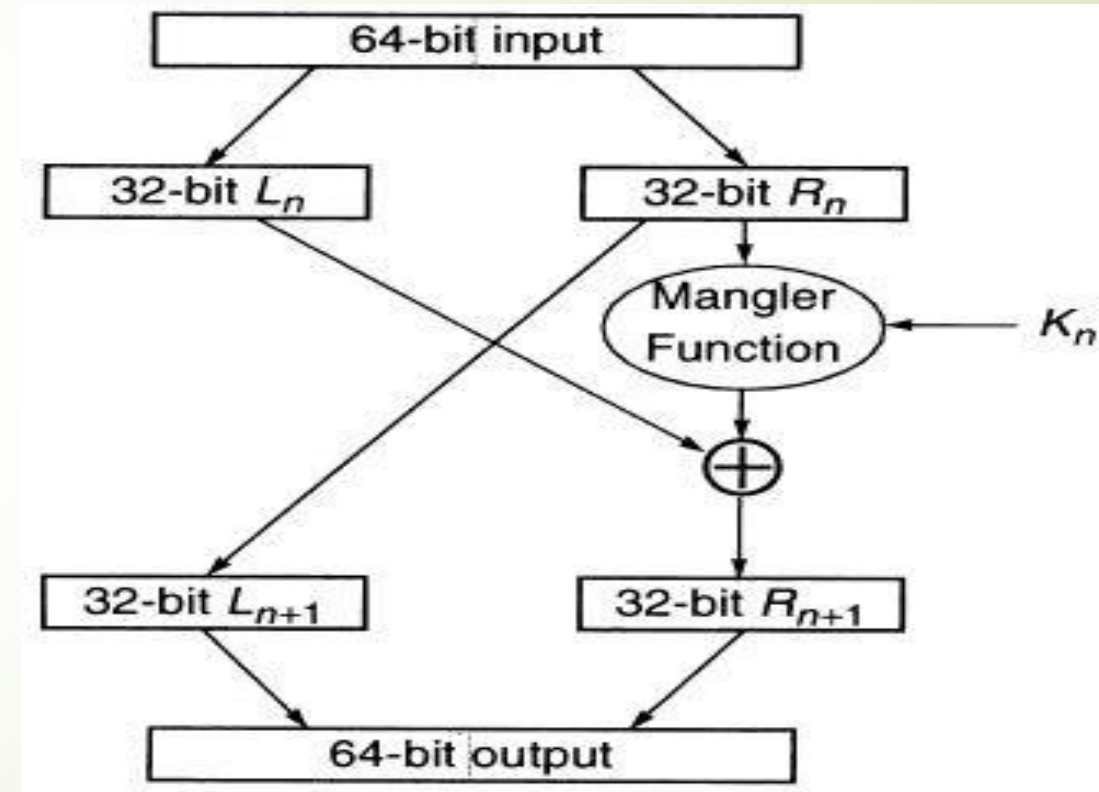 64-bit input
32-bit Lₙ
32-bit Rₙ
Mangler
Function
Kₙ
32-bit Lₙ₊₁
32-bit Rₙ₊₁
64-bit output